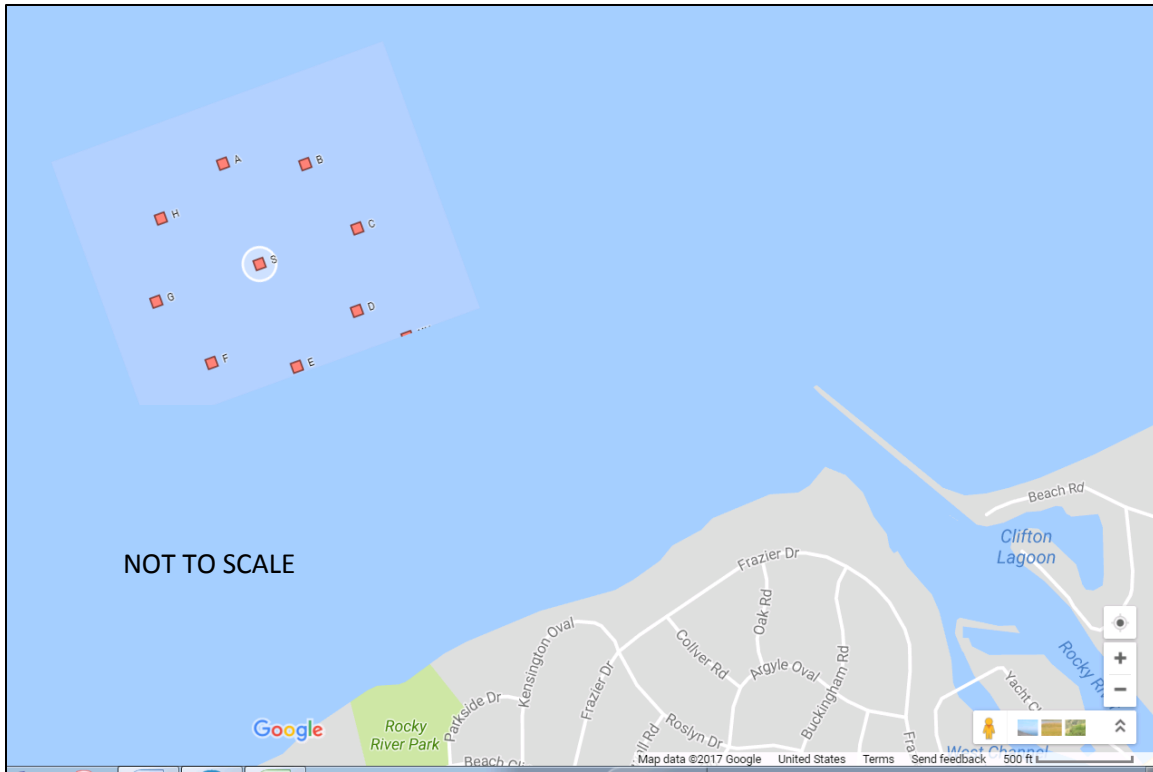 A
B
H
C
S
G
D
F
E
Beach Rd
Clifton
Lagoon
NOT TO SCALE
Frazier Dr
Oak Rd
Kensington Oval
Collver Rd
Argyle Oval
Buckingham Rd
Frazier Dr
Parkside Dr
Roslyn Dr
Rocky
River Park
Google
Map data ©2017 Google United States Terms Send feedback 500 ft